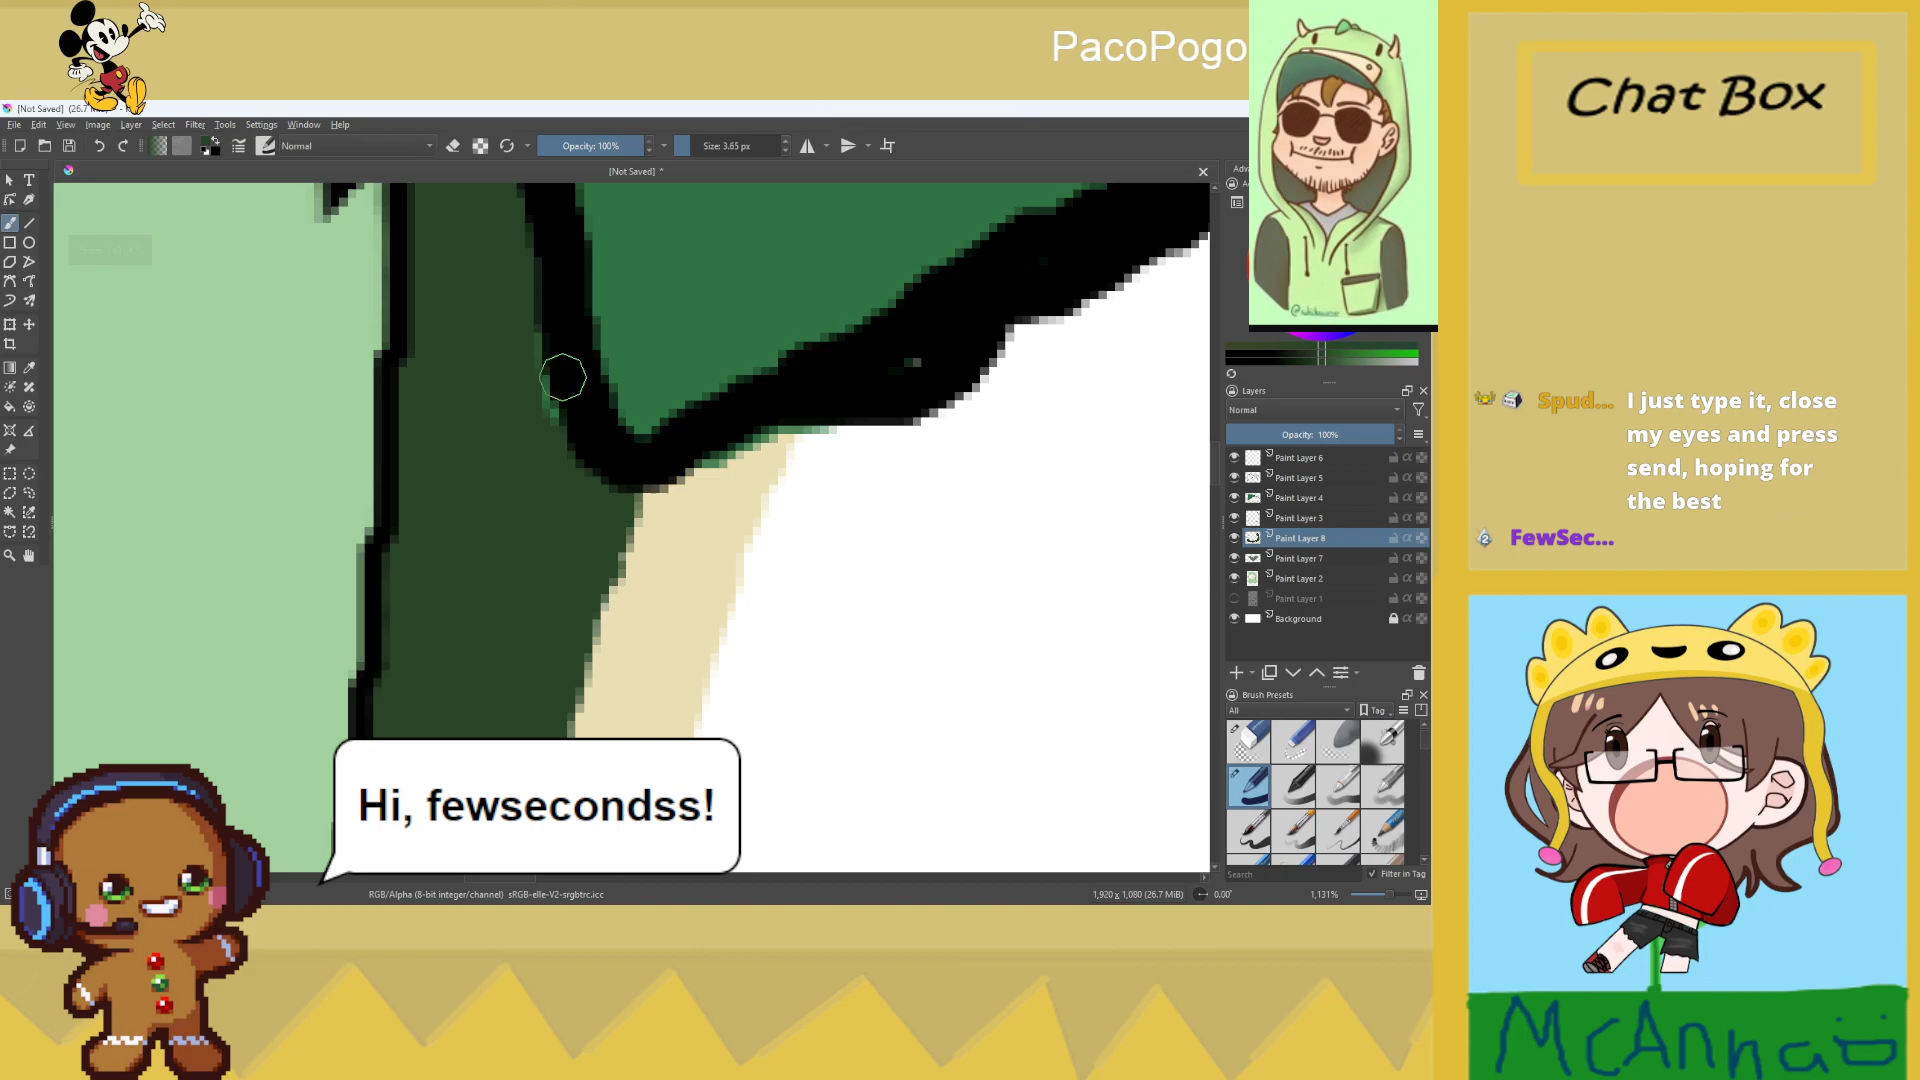 PacoPogo
Chat Box
[Not Saved] (26.7
File Edit View Image Layer Select Filter Tools Settings Window Help
Normal
Opacity: 100%
Size: 3.65 px
[Not Saved] *
Adva
Layers
Normal
Opacity: 100%
Paint Layer 6
Paint Layer 5
Paint Layer 4
Paint Layer 3
Paint Layer 8
Paint Layer 7
Paint Layer 2
Paint Layer 1
Background
Brush Presets
All
Tag
Search
Filter in Tag
RGB/Alpha (8-bit integer/channel) sRGB-elle-V2-srgbtrc.icc
1,920 x 1,080 (26.7 MiB)
0.00°
1,131%
Hi, fewsecondss!
Spud... I just type it, close
my eyes and press
send, hoping for
the best
2 FewSec...
McAnna